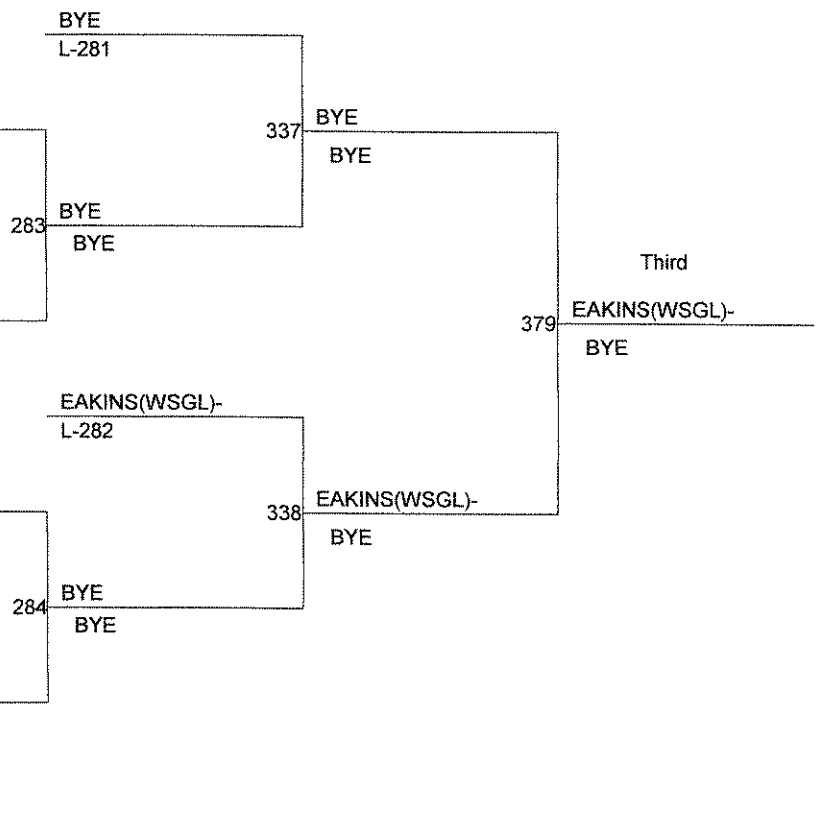 BYE
L-281
337
BYE
BYE
283
BYE
BYE
Third
379
EAKINS(WSGL)-
BYE
EAKINS(WSGL)-
L-282
338
EAKINS(WSGL)-
BYE
284
BYE
BYE